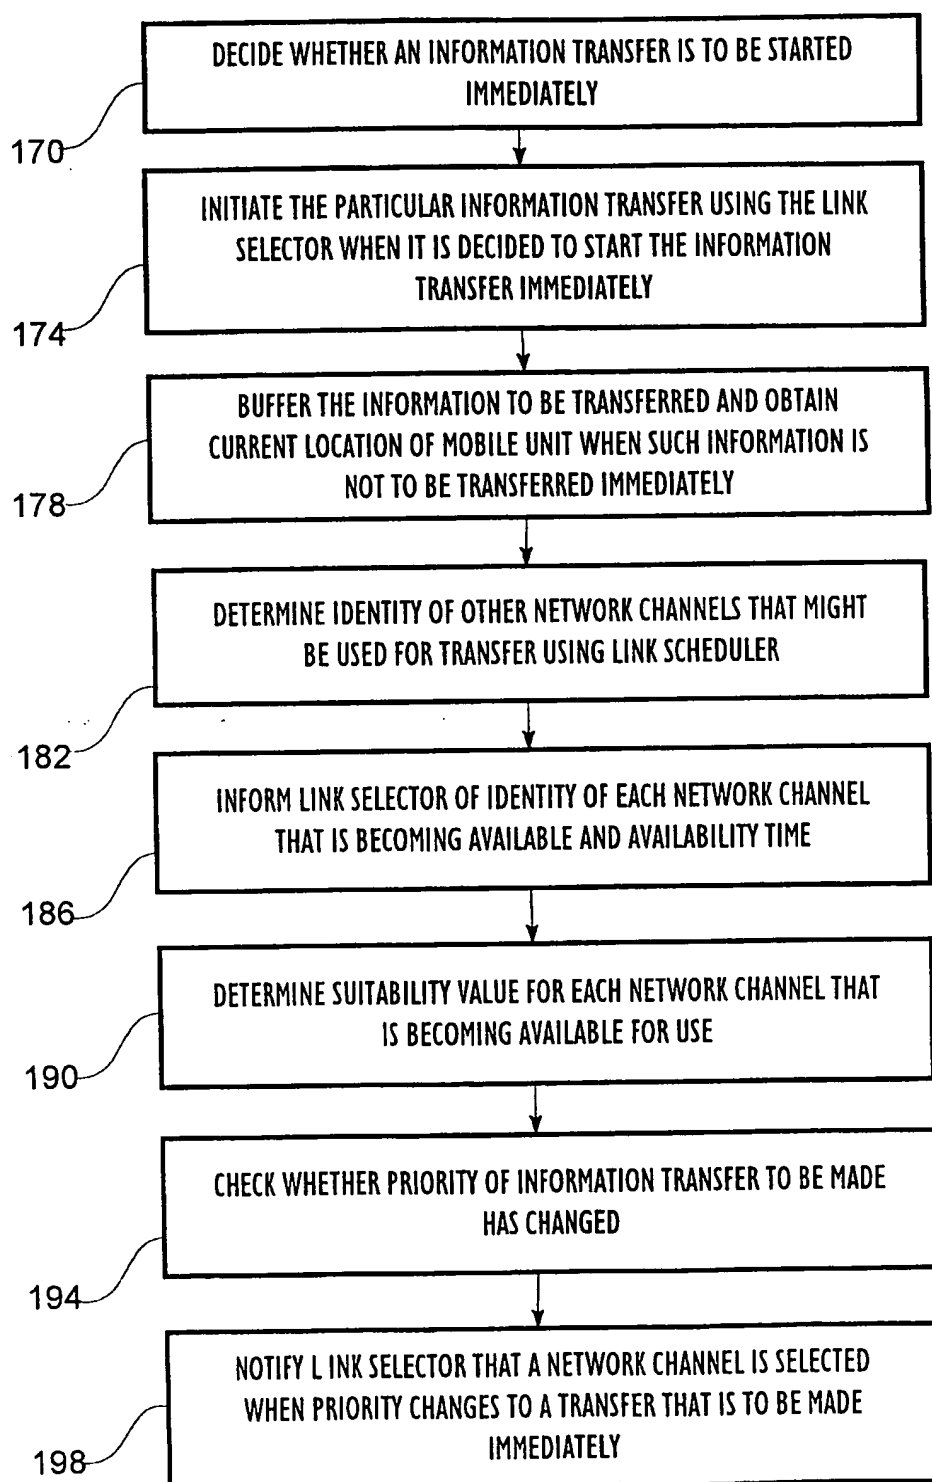 DECIDE WHETHER AN INFORMATION TRANSFER IS TO BE STARTED
IMMEDIATELY
170
INITIATE THE PARTICULAR INFORMATION TRANSFER USING THE LINK
SELECTOR WHEN IT IS DECIDED TO START THE INFORMATION
TRANSFER IMMEDIATELY
174
BUFFER THE INFORMATION TO BE TRANSFERRED AND OBTAIN
CURRENT LOCATION OF MOBILE UNIT WHEN SUCH INFORMATION IS
NOT TO BE TRANSFERRED IMMEDIATELY
178
DETERMINE IDENTITY OF OTHER NETWORK CHANNELS THAT MIGHT
BE USED FOR TRANSFER USING LINK SCHEDULER
182
INFORM LINK SELECTOR OF IDENTITY OF EACH NETWORK CHANNEL
THAT IS BECOMING AVAILABLE AND AVAILABILITY TIME
186
DETERMINE SUITABILITY VALUE FOR EACH NETWORK CHANNEL THAT
IS BECOMING AVAILABLE FOR USE
190
CHECK WHETHER PRIORITY OF INFORMATION TRANSFER TO BE MADE
HAS CHANGED
194
NOTIFY L INK SELECTOR THAT A NETWORK CHANNEL IS SELECTED
WHEN PRIORITY CHANGES TO A TRANSFER THAT IS TO BE MADE
IMMEDIATELY
198